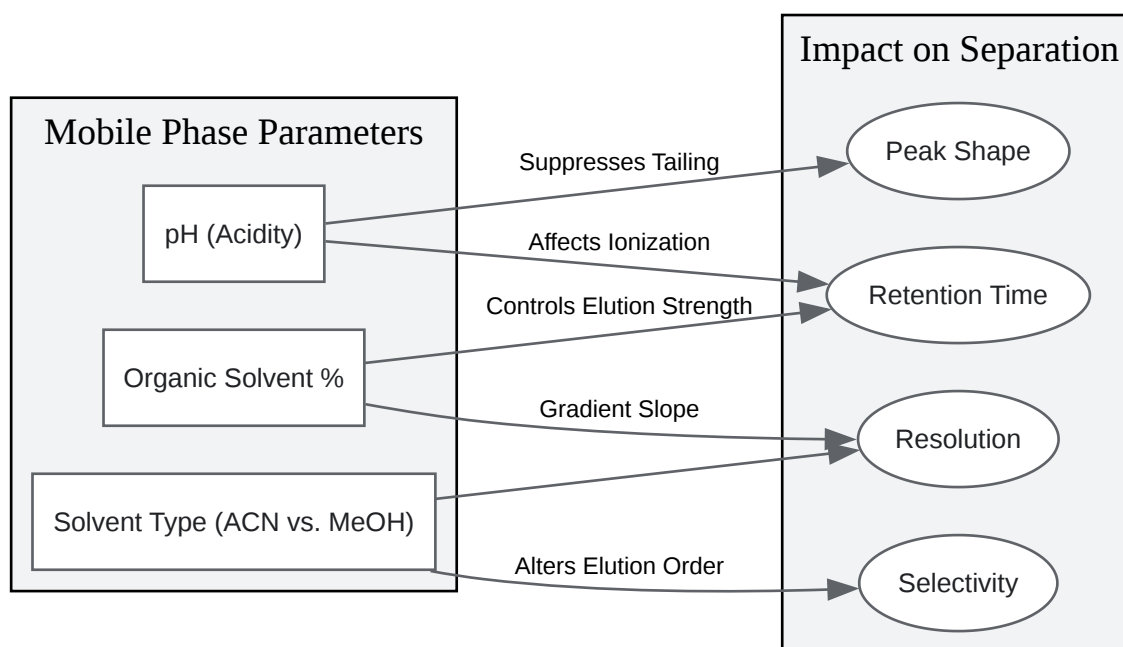 Impact on Separation
Mobile Phase Parameters
Suppresses Tailing
Peak Shape
pH (Acidity)
Affects Ionization
Retention Time
Controls Elution Strength
Organic Solvent %
Gradient Slope
Resolution
Solvent Type (ACN vs. MeOH)
Alters Elution Order
Selectivity